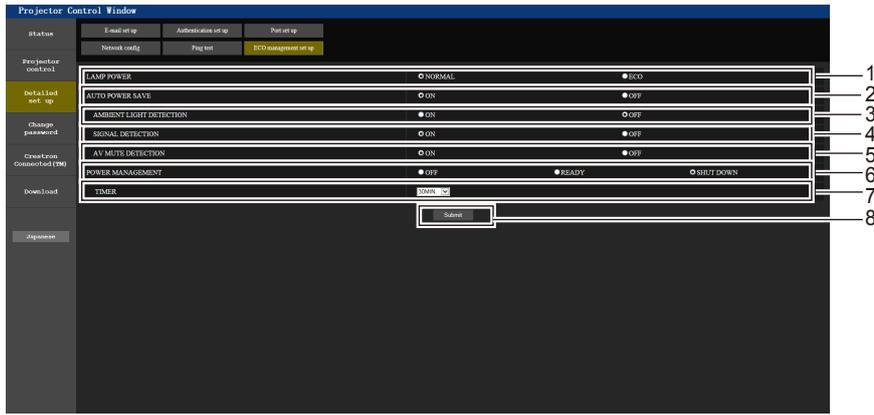 Projector Control Window
Status
E-mail set up
Authentication set up
Port set up
Network config
Ping test
ECO management set up
Projector control
Detailed set up
Change password
Crestron Connected(TM)
Download
Japanese
LAMP POWER NORMAL ECO 1
AUTO POWER SAVE ON OFF 2
AMBIENT LIGHT DETECTION ON OFF 3
SIGNAL DETECTION ON OFF 4
AV MUTE DETECTION ON OFF 5
POWER MANAGEMENT OFF READY SHUT DOWN 6
TIMER 30MIN. 7
Submit 8